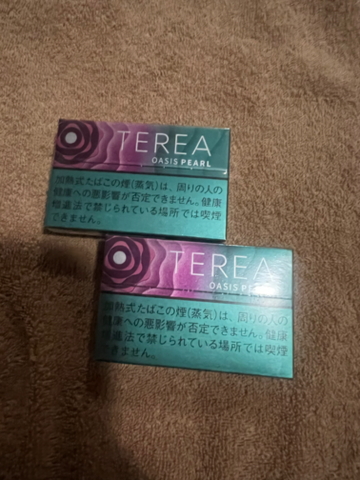 TEREA
OASIS PEARL
加熱式たばこの煙(蒸気)は、周りの人の
健康への悪影響が否定できません。健康
増進法で禁じられている場所では喫煙
できません。
TEREA
OASIS PEARL
加熱式たばこの煙(蒸気)は、周りの人の
健康への悪影響が否定できません。健康
増進法で禁じられている場所では喫煙
できません。